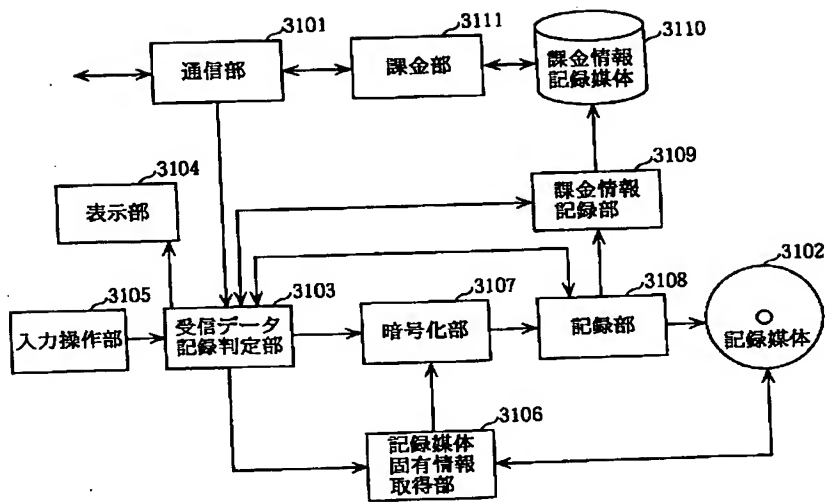 3101
通信部
3111
課金部
3110
課金情報
記録媒体
3104
表示部
3109
課金情報
記録部
3105
入力操作部
3103
受信データ
記録判定部
3107
暗号化部
3108
記録部
3102
記録媒体
3106
記録媒体
固有情報
取得部